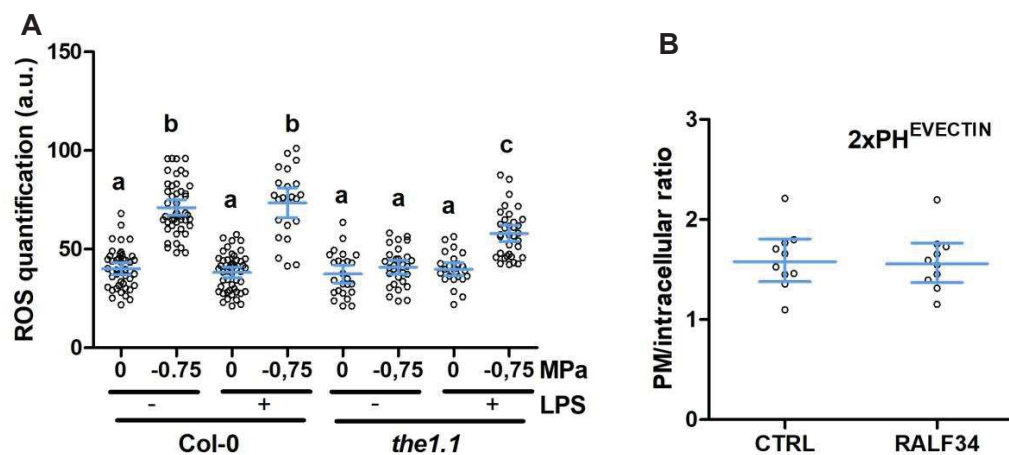 A
ROS quantification (a.u.)
150
100
50
0
a
b
a
b
a
a
a
c
0 -0.75 0 -0,75 0 -0,75 0 -0,75 MPa
- + - + LPS
Col-0 the1.1
B
2xPH^EVECTIN
PM/intracellular ratio
3
2
1
0
CTRL RALF34